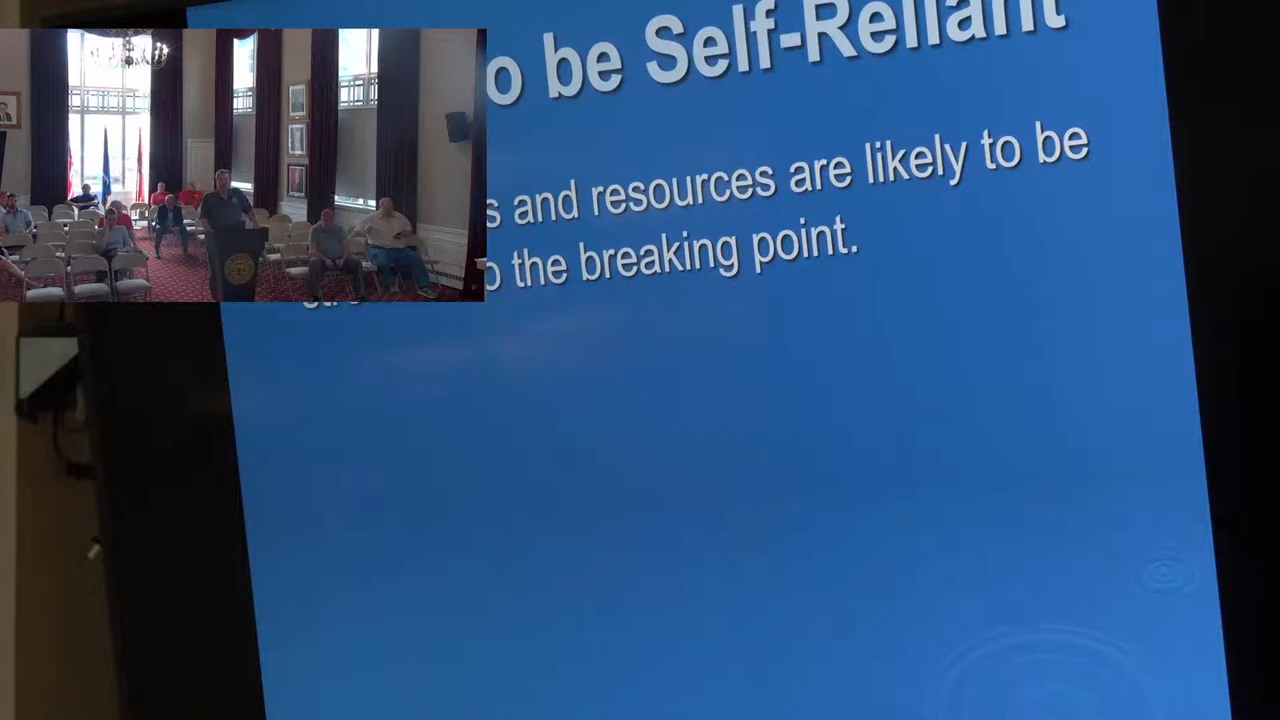 o be Self-Reliant
s and resources are likely to be
o the breaking point.